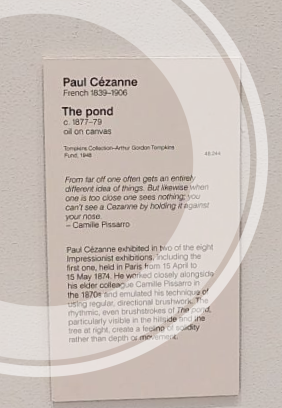 Paul Cézanne
French 1839–1906
The pond
c. 1877–79
oil on canvas
Tompkins Collection–Arthur Gordon Tompkins
Fund, 1948
48.244
From far off one often gets an entirely
different idea of things. But likewise when
one is too close one sees nothing; you
can't see a Cezanne by holding it against
your nose.
– Camille Pissarro
Paul Cézanne exhibited in two of the eight
Impressionist exhibitions, including the
first one, held in Paris from 15 April to
15 May 1874. He worked closely alongside
his elder colleague Camille Pissarro in
the 1870s and emulated his technique of
using regular, directional brushwork. The
rhythmic, even brushstrokes of The pond,
particularly visible in the hillside and the
tree at right, create a feeling of solidity
rather than depth or movement.